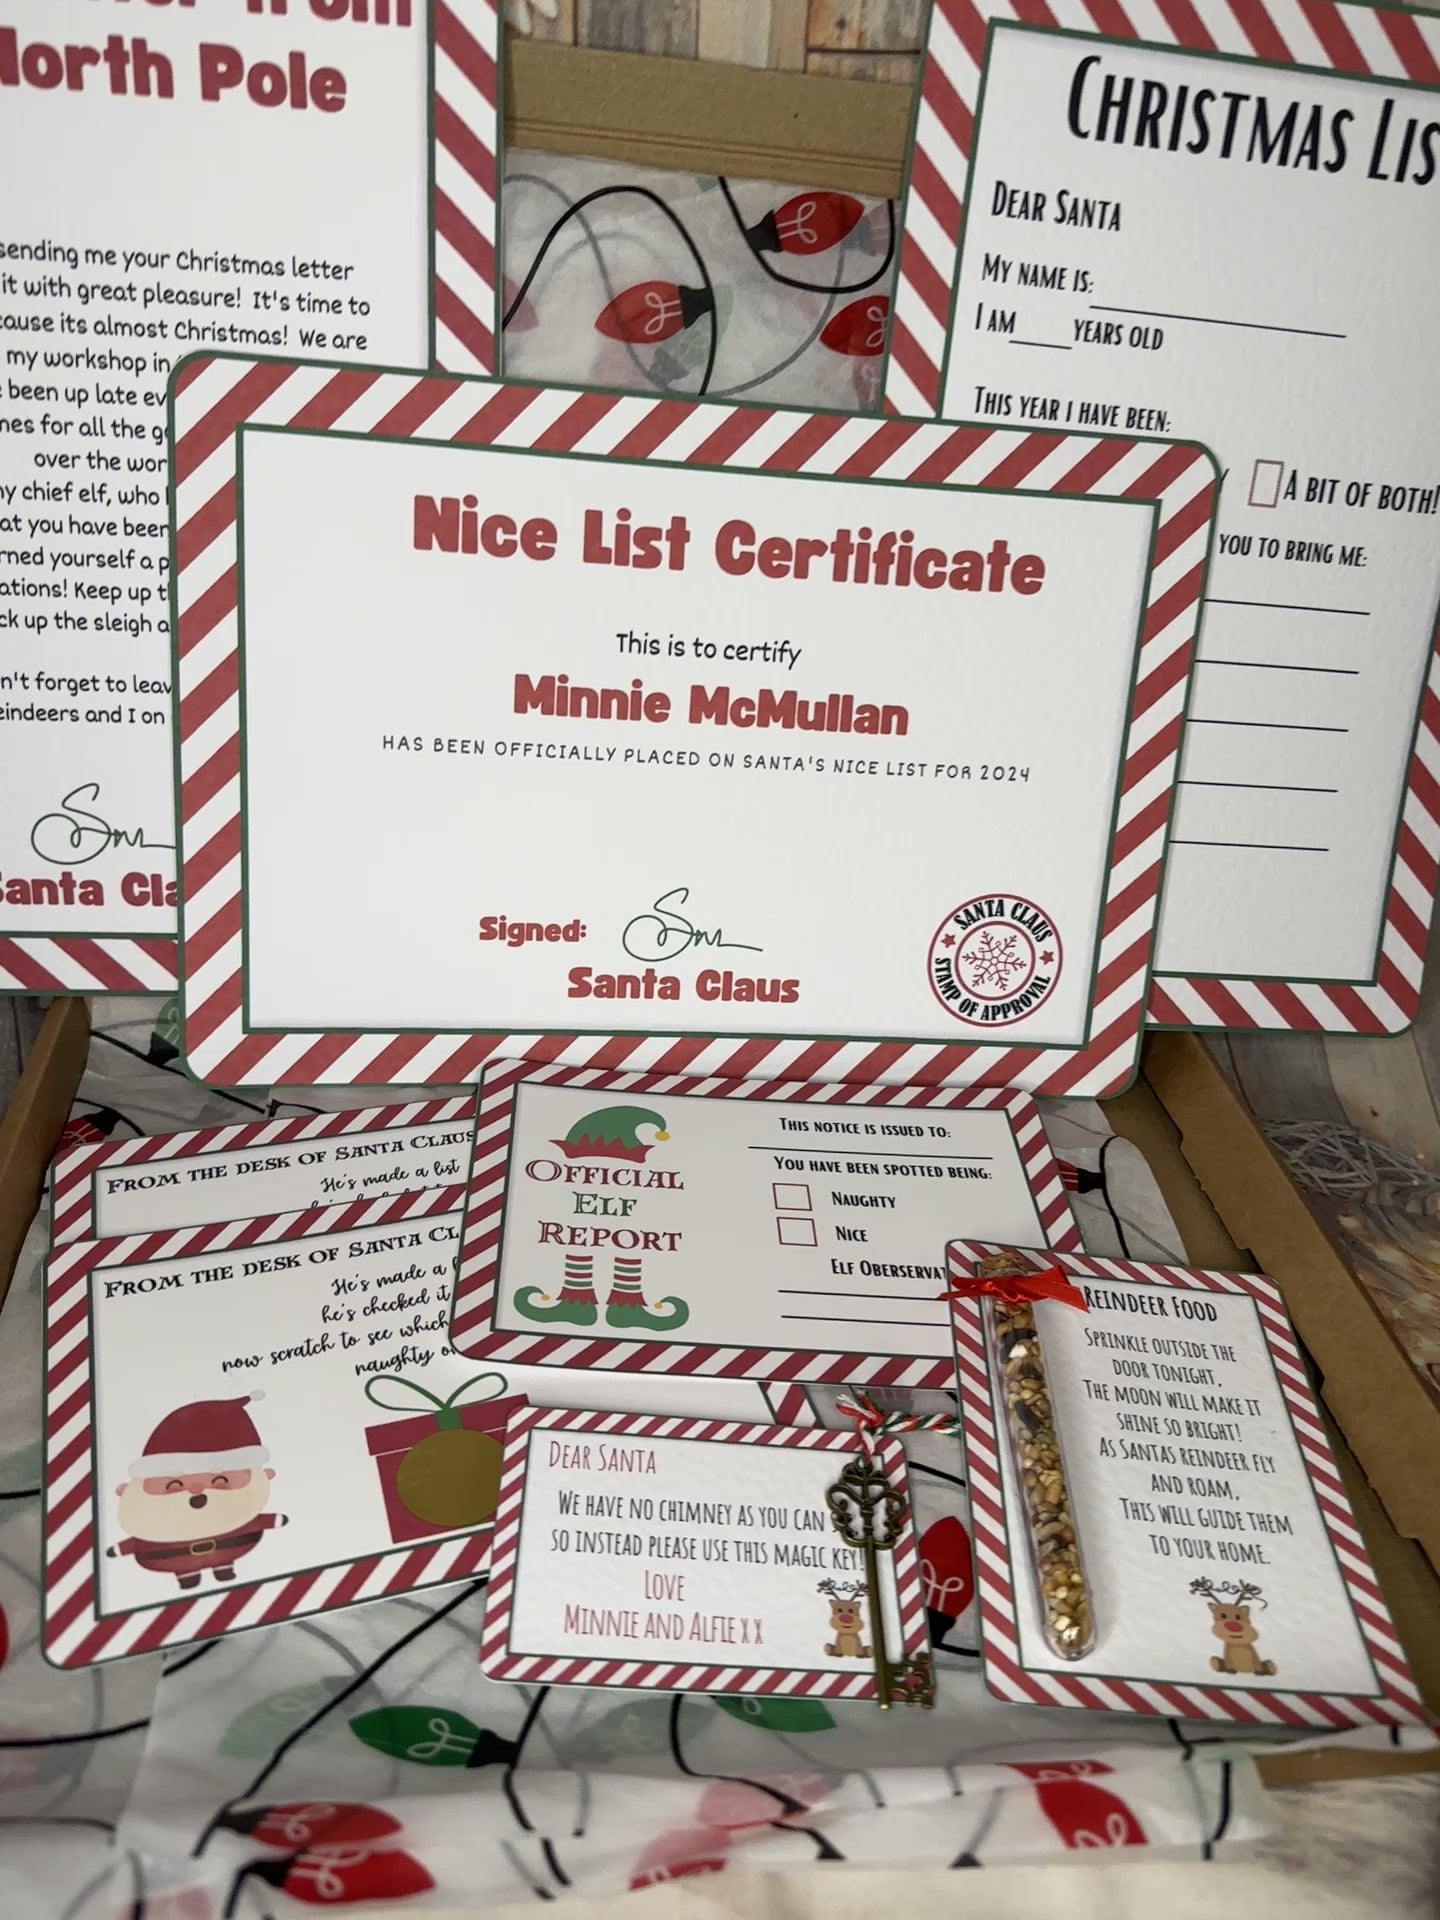 North Pole
sending me your Christmas letter
it with great pleasure! It's time to
cause its almost Christmas! We are
my workshop in
been up late ev
for all the
over the wor
chief elf, who
at you have been
rned yourself a p
ations! Keep up
ck up the sleigh a
n't forget to leav
eindeers and I on
Santa Cla
CHRISTMAS LIS
DEAR SANTA
MY NAME IS:
I AM YEARS OLD
THIS YEAR I HAVE BEEN:
A BIT OF BOTH!
YOU TO BRING ME:
Nice List Certificate
This is to certify
Minnie McMullan
HAS BEEN OFFICIALLY PLACED ON SANTA'S NICE LIST FOR 2024
Signed:
Santa Claus
SANTA CLAUS
STAMP OF APPROVAL
FROM THE DESK OF SANTA CLAUS
He's made a list
FROM THE DESK OF SANTA CL
He's made a
he's checked it
now scratch to see which
naughty o
OFFICIAL
ELF
REPORT
THIS NOTICE IS ISSUED TO:
YOU HAVE BEEN SPOTTED BEING:
NAUGHTY
NICE
ELF OBERSERVAT
DEAR SANTA
WE HAVE NO CHIMNEY AS YOU CAN
SO INSTEAD PLEASE USE THIS MAGIC KEY!
LOVE
MINNIE AND ALFIE X X
REINDEER FOOD
SPRINKLE OUTSIDE THE
DOOR TONIGHT,
THE MOON WILL MAKE IT
SHINE SO BRIGHT!
AS SANTAS REINDEER FLY
AND ROAM,
THIS WILL GUIDE THEM
TO YOUR HOME.